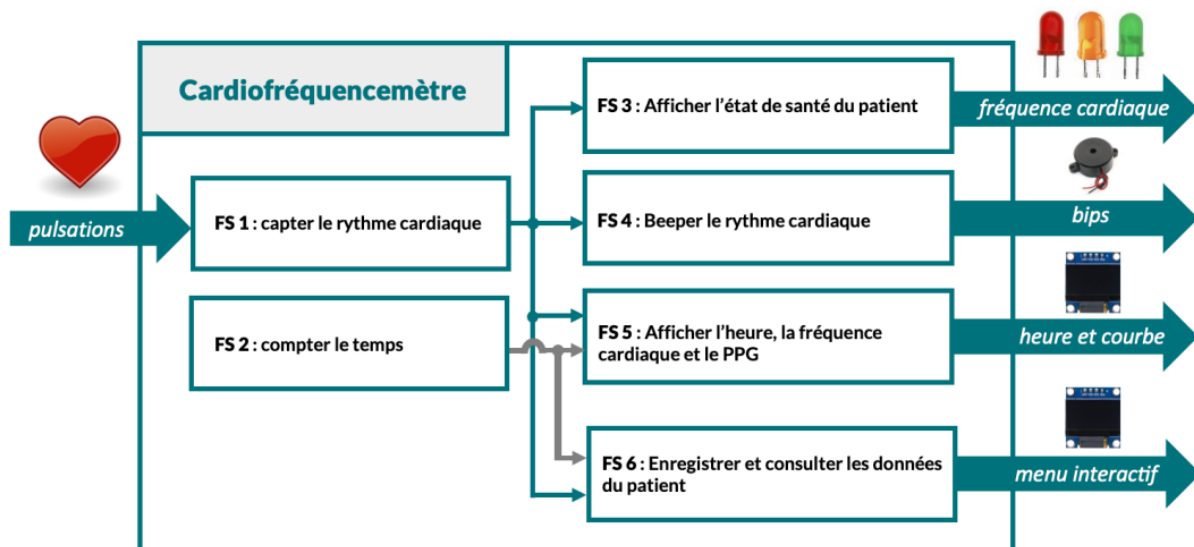 Cardiofréquencemètre
pulsations
FS 1 : capter le rythme cardiaque
FS 2 : compter le temps
FS 3 : Afficher l'état de santé du patient
fréquence cardiaque
FS 4 : Beeper le rythme cardiaque
bips
FS 5 : Afficher l'heure, la fréquence
cardiaque et le PPG
heure et courbe
FS 6 : Enregistrer et consulter les données
du patient
menu interactif